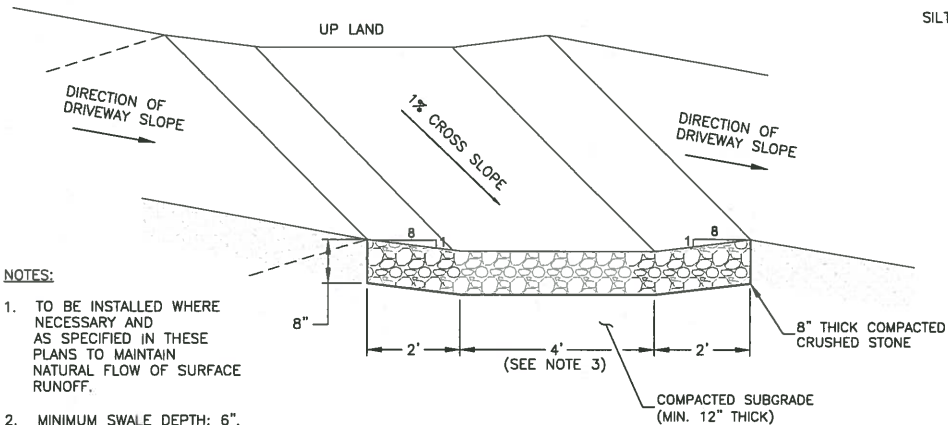 SILT
UP LAND
DIRECTION OF
DRIVEWAY SLOPE
1% CROSS SLOPE
DIRECTION OF
DRIVEWAY SLOPE
8
1
1
8
NOTES:
1. TO BE INSTALLED WHERE
NECESSARY AND
AS SPECIFIED IN THESE
PLANS TO MAINTAIN
NATURAL FLOW OF SURFACE
RUNOFF.
2. MINIMUM SWALE DEPTH: 6".
8"
2'
4'
(SEE NOTE 3)
2'
8" THICK COMPACTED
CRUSHED STONE
COMPACTED SUBGRADE
(MIN. 12" THICK)